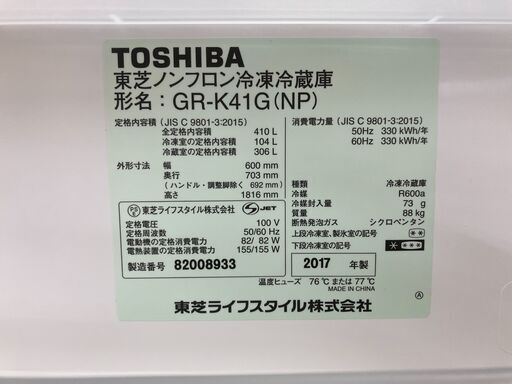 TOSHIBA
東芝ノンフロン冷凍冷蔵庫
形名：GR-K41G(NP)
定格内容積 (JIS C 9801-3:2015)
全定格内容積 410 L
冷凍室の定格内容積 104 L
冷蔵室の定格内容積 306 L
外形寸法 幅 600 mm
奥行 703 mm
(ハンドル・調整脚除く 692 mm)
高さ 1816 mm
PSE 東芝ライフスタイル株式会社 S JET
定格電圧 100 V
定格周波数 50/60 Hz
電動機の定格消費電力 82/ 82 W
電熱装置の定格消費電力 155/155 W
製造番号 82008933
消費電力量 (JIS C 9801-3:2015)
50Hz 330 kWh/年
60Hz 330 kWh/年
種類 冷凍冷蔵庫
冷媒 R600a
冷媒封入量 73 g
質量 88 kg
断熱発泡ガス シクロペンタン
上段冷凍室､製氷室の記号 **
下段冷凍室の記号 * ***
2017 年製
温度ヒューズ 76℃または77℃
MADE IN CHINA
東芝ライフスタイル株式会社
A